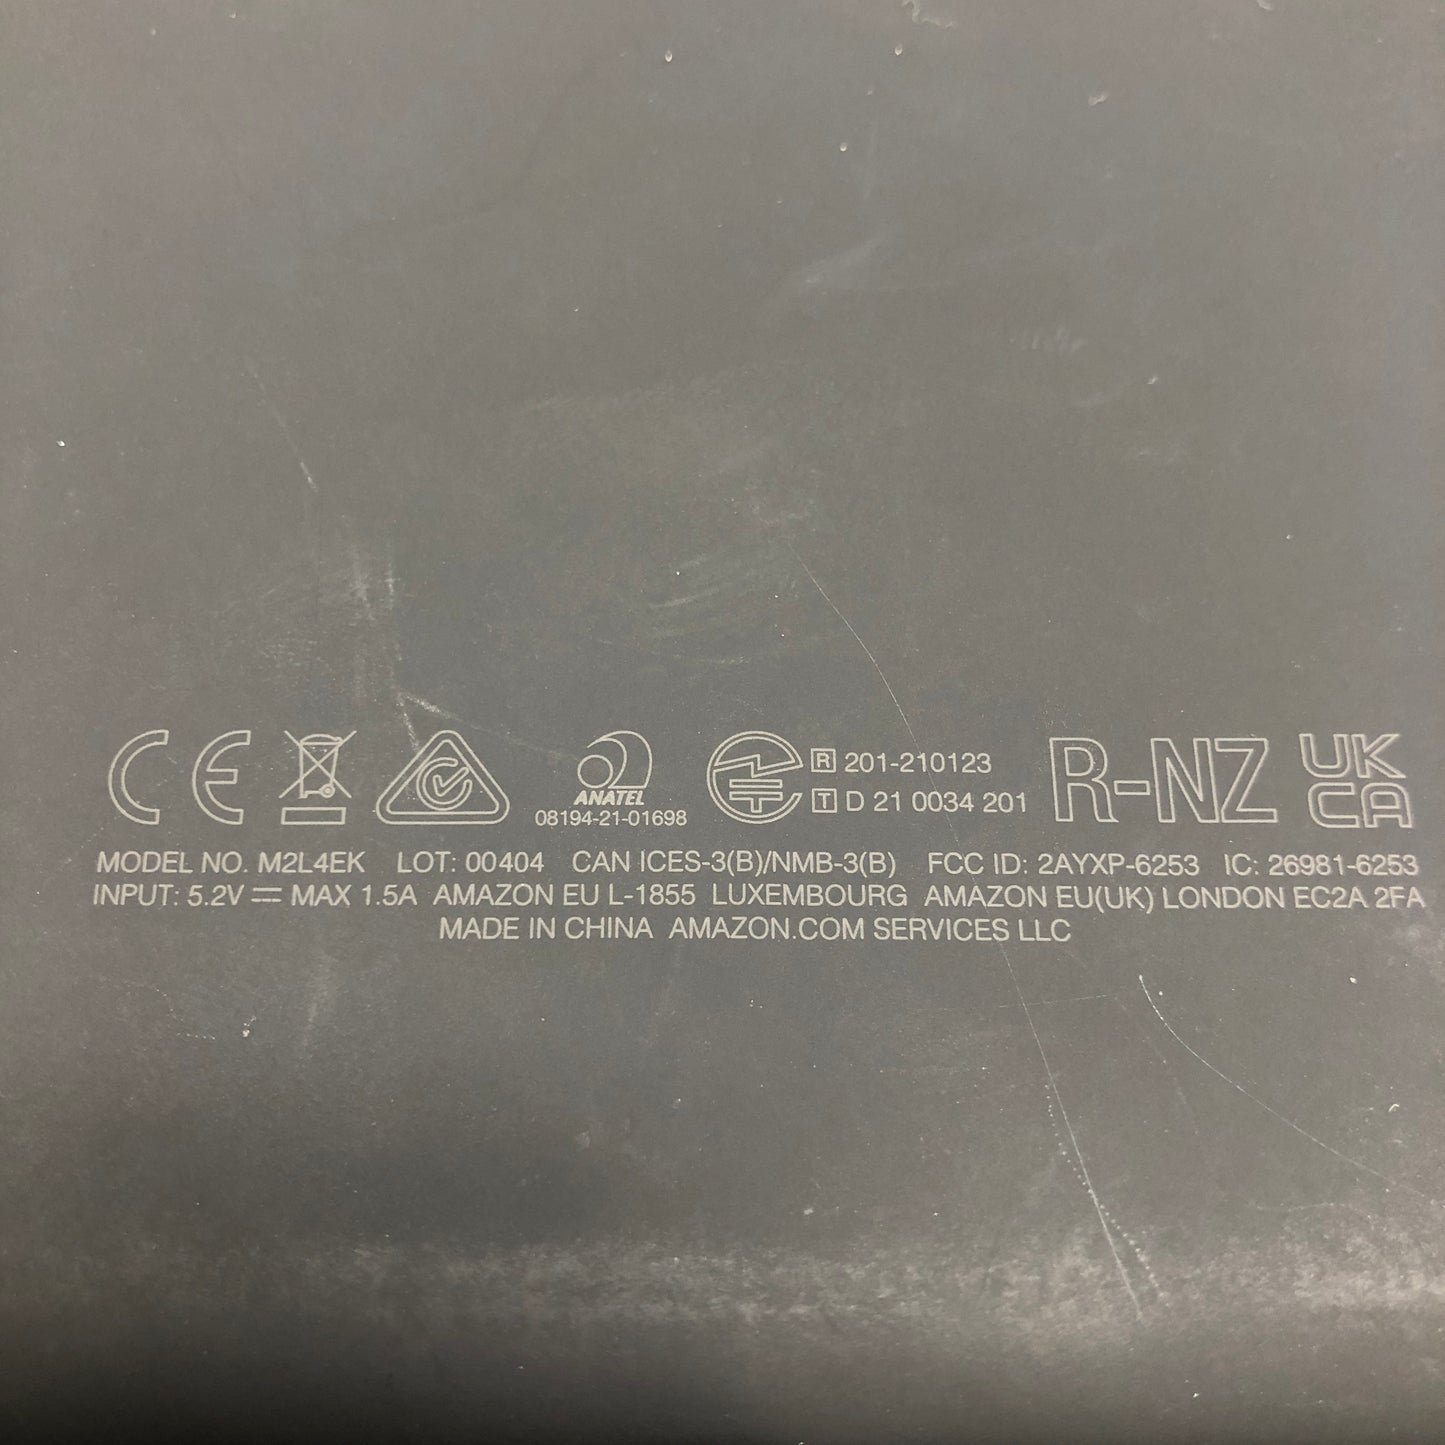 CE ANATEL R 201-210123 R-NZ UK
08194-21-01698 T D 21 0034 201 CA
MODEL NO. M2L4EK LOT: 00404 CAN ICES-3(B)/NMB-3(B) FCC ID: 2AYXP-6253 IC: 26981-6253
INPUT: 5.2V ⎓ MAX 1.5A AMAZON EU L-1855 LUXEMBOURG AMAZON EU(UK) LONDON EC2A 2FA
MADE IN CHINA AMAZON.COM SERVICES LLC